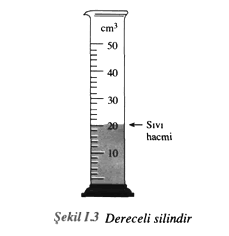 cm³
50
40
30
20 ← Sıvı
hacmi
10
Şekil I.3 Dereceli silindir